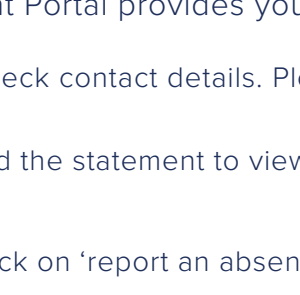 t Portal provides you
eck contact details. Pl
d the statement to view
ck on ‘report an absen